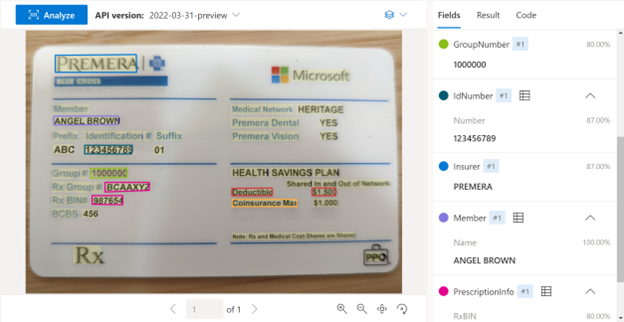 Analyze
API version: 2022-03-31-preview
PREMERA
BLUE CROSS
Microsoft
Member
ANGEL BROWN
Prefix Identification # Suffix
ABC 123456789 01
Group # 1000000
Rx Group # BCAAXYZ
Rx BIN# 987654
BCBS 456
Rx
Medical Network HERITAGE
Premera Dental YES
Premera Vision YES
HEALTH SAVINGS PLAN
Shared In and Out of Network
Deductible $1,500
Coinsurance Max $1,000
Note: Rx and Medical Cost-Shares are Shared.
PPO
1 of 1
Fields Result Code
GroupNumber #1 80.00%
1000000
IdNumber #1
Number 87.00%
123456789
Insurer #1 87.00%
PREMERA
Member #1
Name 100.00%
ANGEL BROWN
PrescriptionInfo #1
RxBIN 80.00%